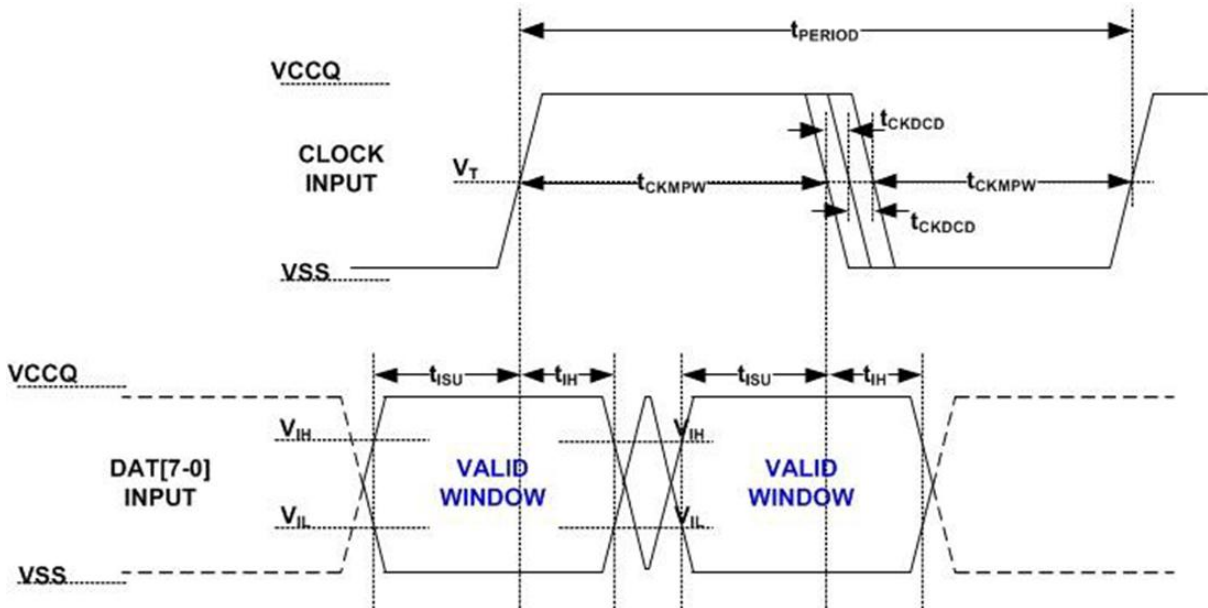 tPERIOD
VCCQ
tCKDCD
CLOCK
INPUT
VT
tCKMPW
tCKMPW
tCKDCD
VSS
VCCQ
tISU
tIH
tISU
tIH
VIH
VIH
DAT[7-0]
INPUT
VALID
WINDOW
VALID
WINDOW
VIL
VIL
VSS